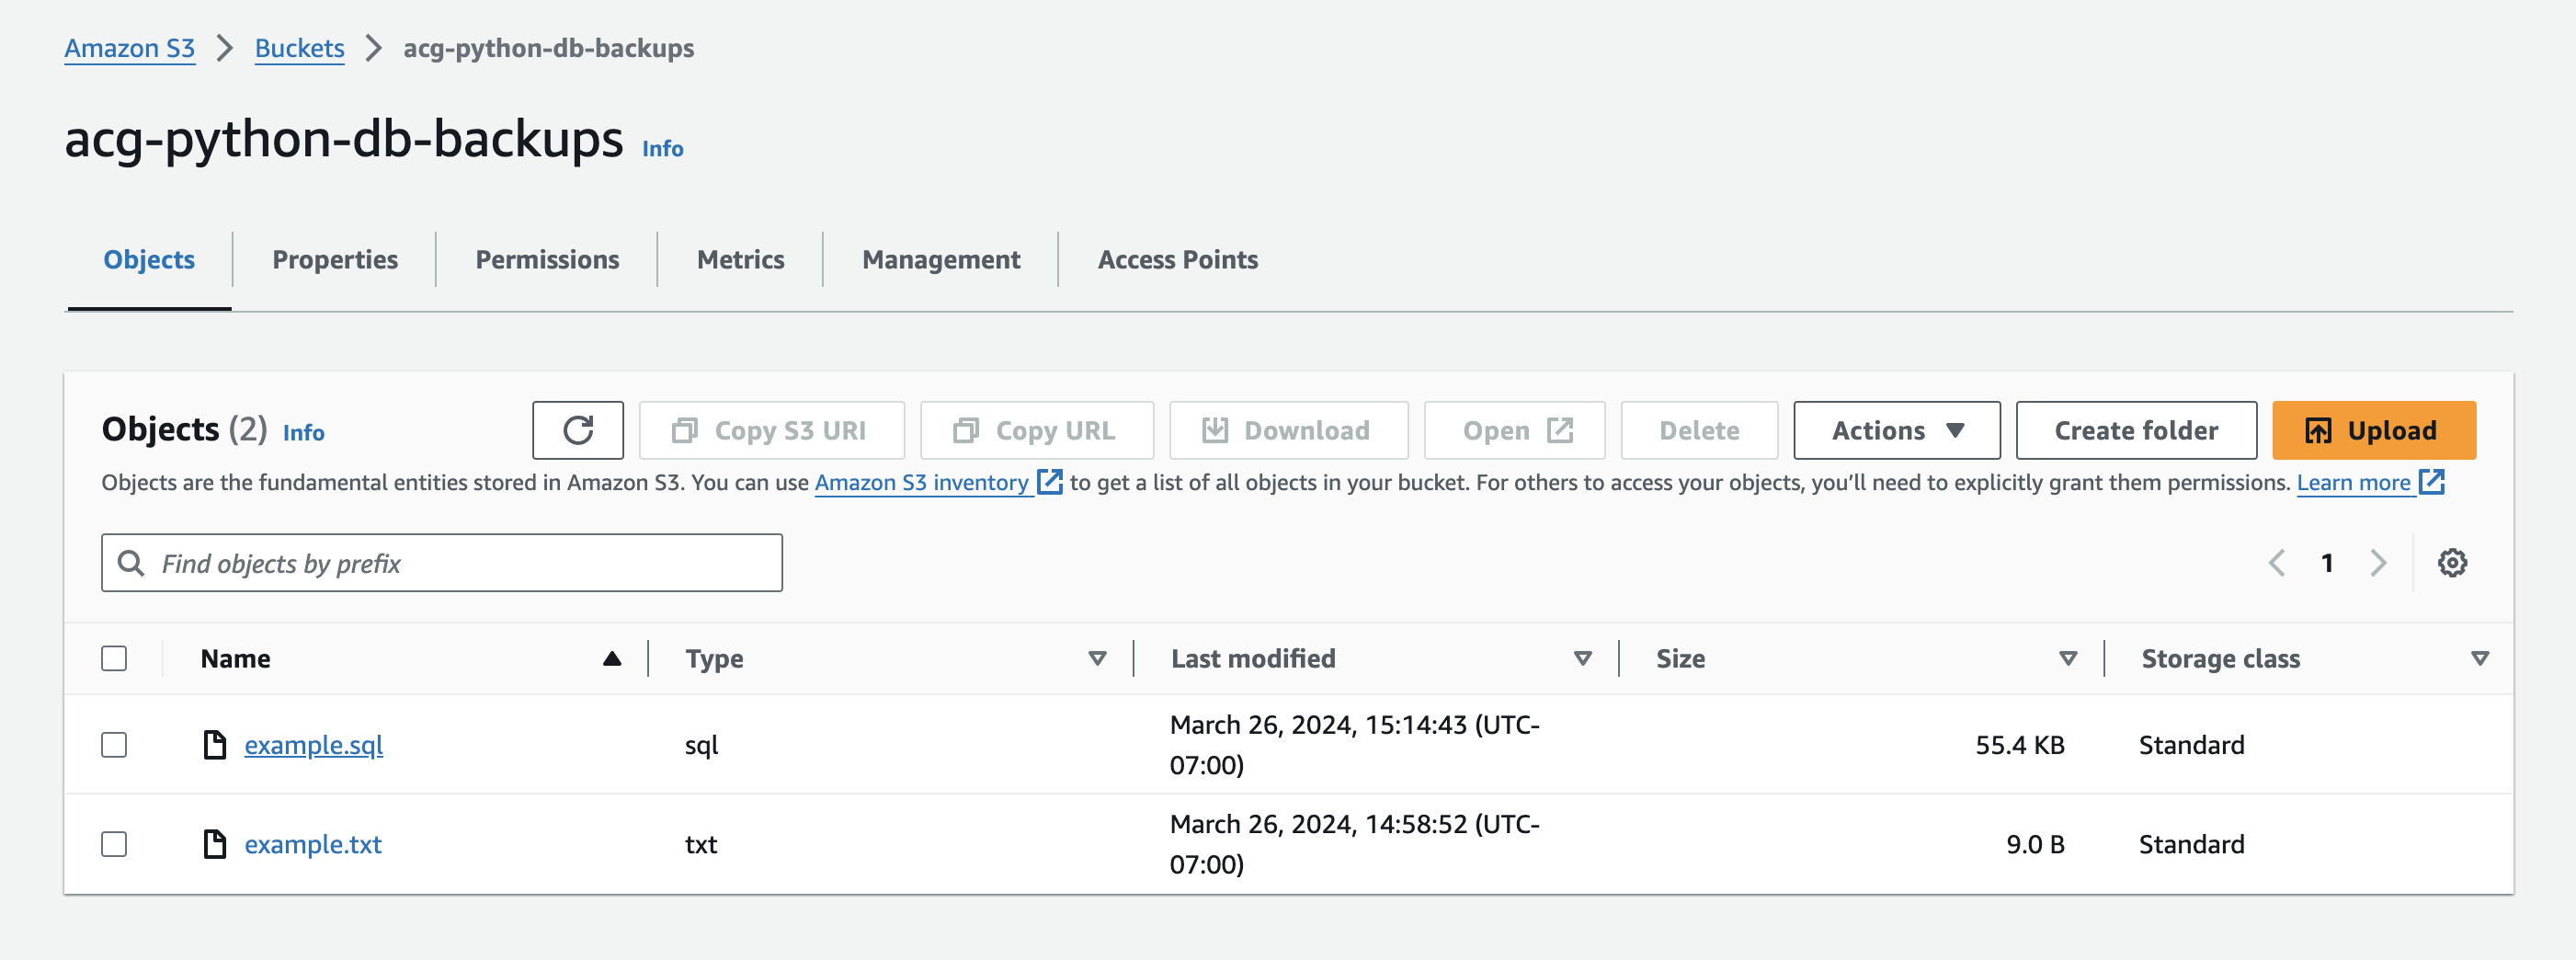 Amazon S3 > Buckets > acg-python-db-backups
acg-python-db-backups Info
Objects Properties Permissions Metrics Management Access Points
Objects (2) Info Copy S3 URI Copy URL Download Open Delete Actions Create folder Upload
Objects are the fundamental entities stored in Amazon S3. You can use Amazon S3 inventory to get a list of all objects in your bucket. For others to access your objects, you’ll need to explicitly grant them permissions. Learn more
Find objects by prefix 1
Name Type Last modified Size Storage class
example.sql sql March 26, 2024, 15:14:43 (UTC-
07:00) 55.4 KB Standard
example.txt txt March 26, 2024, 14:58:52 (UTC-
07:00) 9.0 B Standard